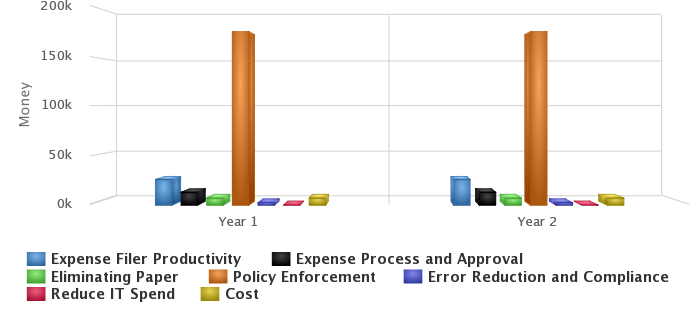 200k
150k
100k
50k
0k
Money
Year 1
Year 2
Expense Filer Productivity
Expense Process and Approval
Eliminating Paper
Policy Enforcement
Error Reduction and Compliance
Reduce IT Spend
Cost